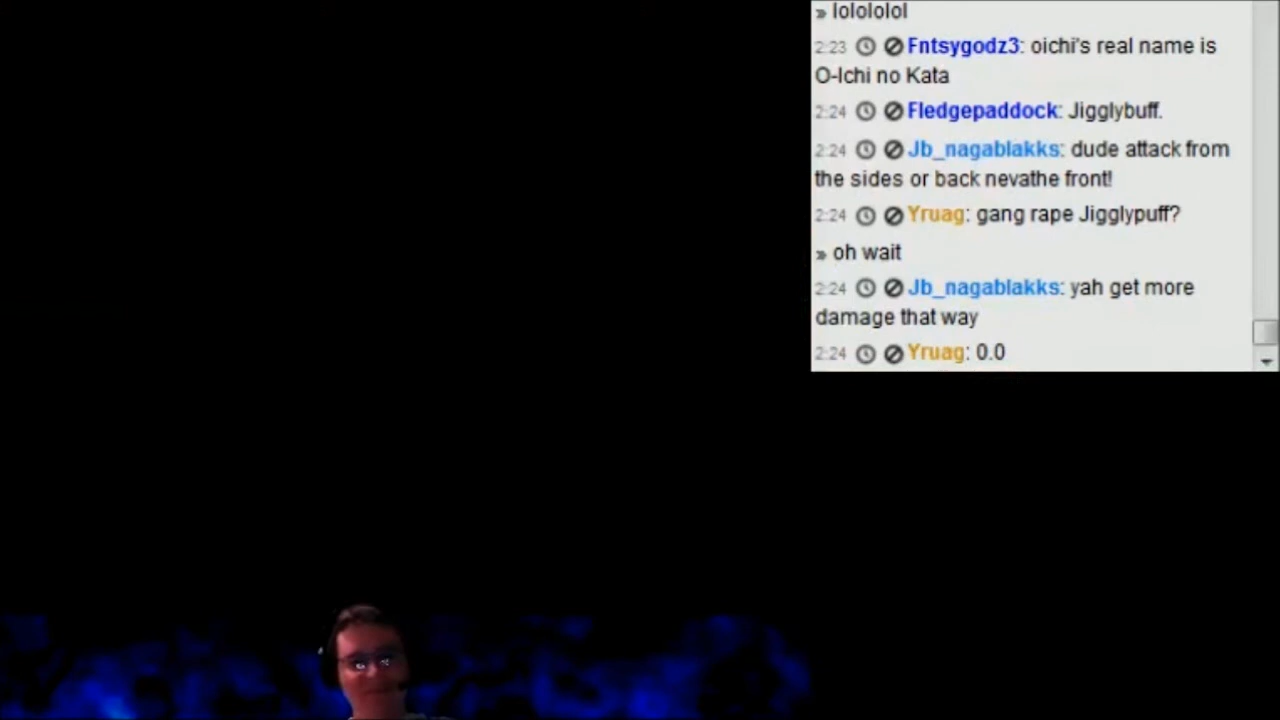 » lolololol
2:23 Fntsygodz3: oichi's real name is
O-Ichi no Kata
2:24 Fledgepaddock: Jigglybuff.
2:24 Jb_nagablakks: dude attack from
the sides or back nevathe front!
2:24 Yruag: gang rape Jigglypuff?
» oh wait
2:24 Jb_nagablakks: yah get more
damage that way
2:24 Yruag: 0.0